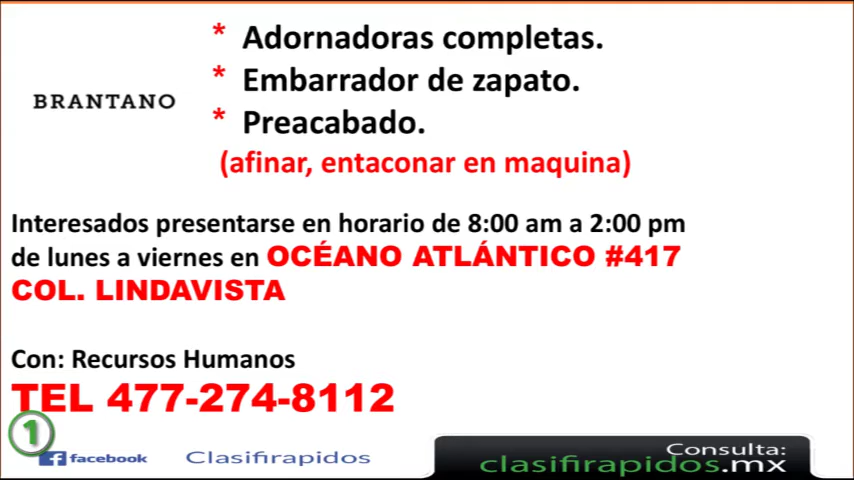 BRANTANO
* Adornadoras completas.
* Embarrador de zapato.
* Preacabado.
(afinar, entaconar en maquina)
Interesados presentarse en horario de 8:00 am a 2:00 pm
de lunes a viernes en OCÉANO ATLÁNTICO #417
COL. LINDAVISTA
Con: Recursos Humanos
TEL 477-274-8112
1
f facebook Clasifirapidos
Consulta:
clasifirapidos.mx